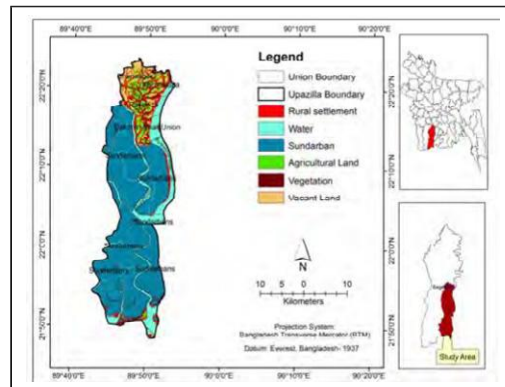 89°40'0"E 89°50'0"E 90°0'0"E 90°10'0"E 90°20'0"E
Legend
Union Boundary
Upazilla Boundary
Rural settlement
Water
Sundarban
Agricultural Land
Vegetation
Vacant Land
Union
Sundarbans
Sundarbans
N
10 5 0 10
Kilometers
Projection System:
Bangladesh Transverse Mercator (BTM)
Datum: Everest, Bangladesh- 1937
89°40'0"E 89°50'0"E 90°0'0"E 90°10'0"E 90°20'0"E
22°20'0"N
22°10'0"N
22°0'0"N
21°50'0"N
Study Area